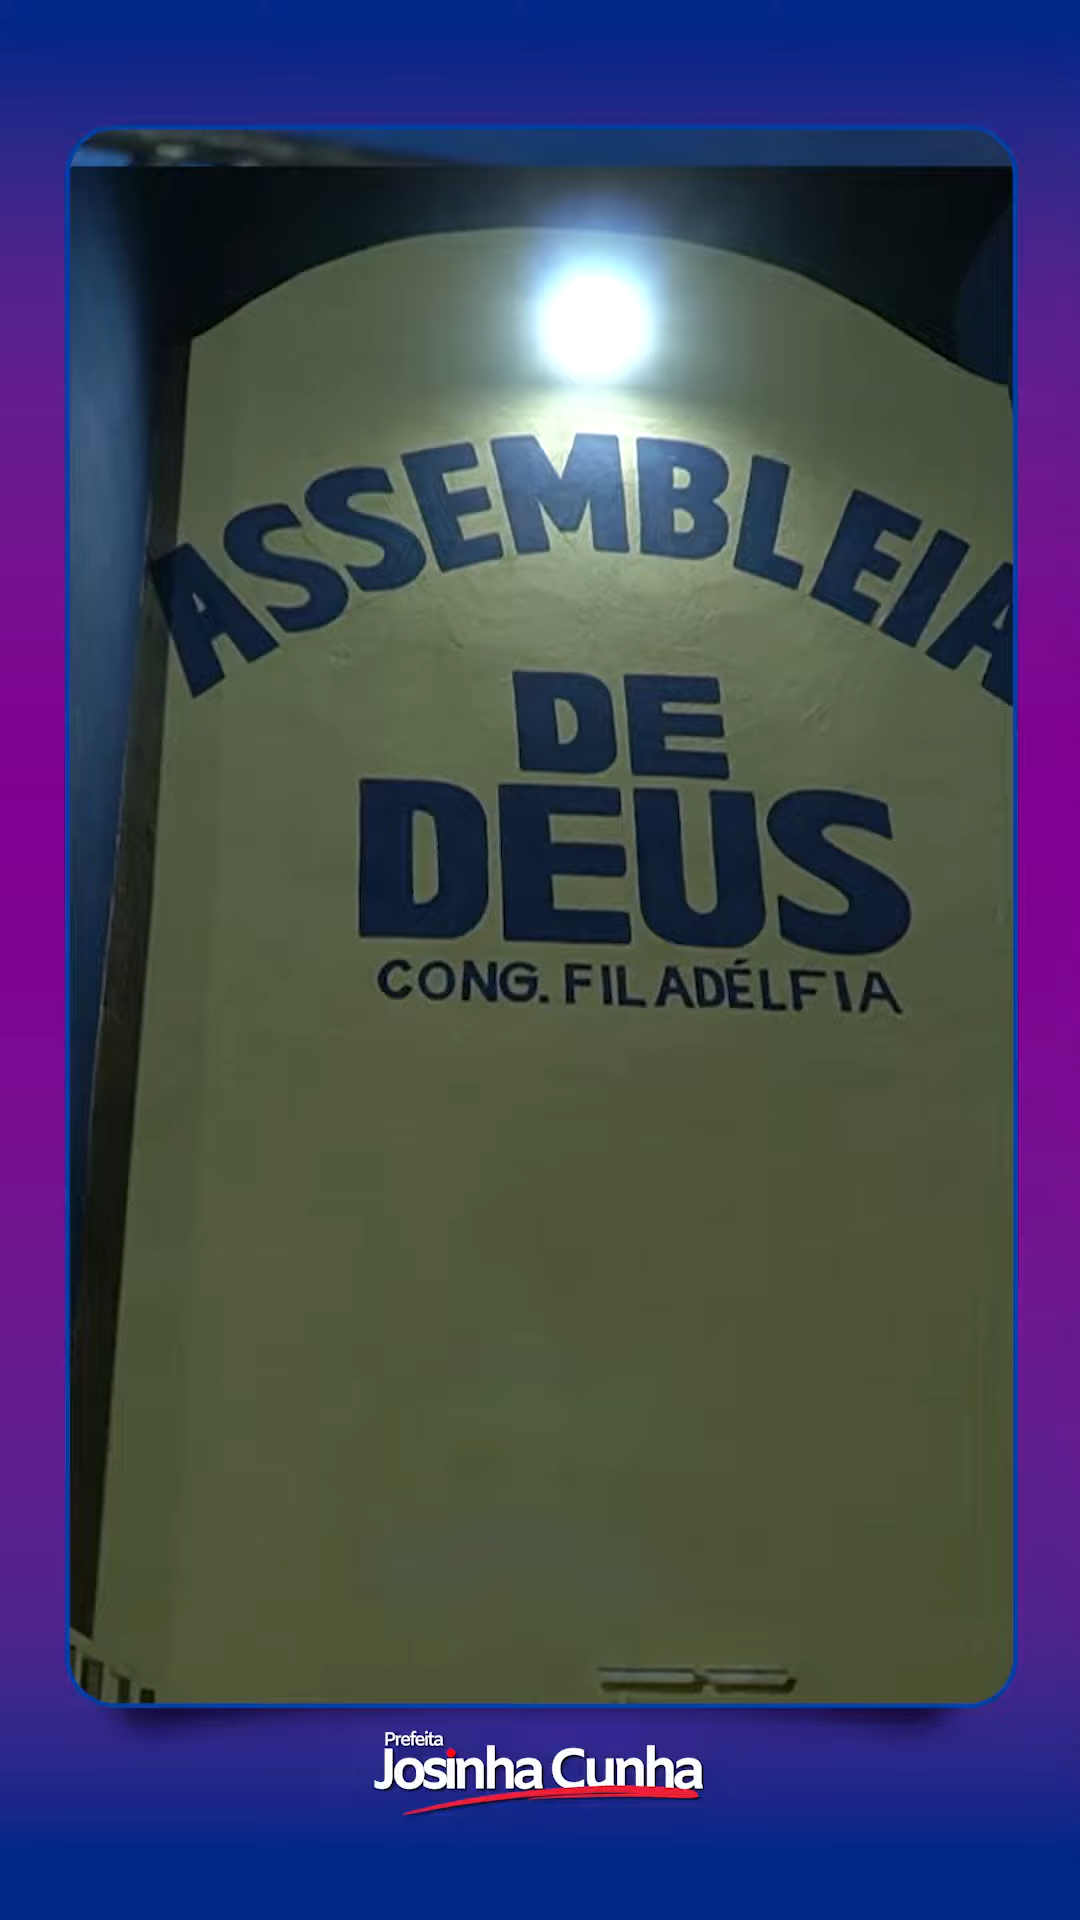 ASSEMBLEIA
DE
DEUS
CONG. FILADÉLFIA
Prefeita
Josinha Cunha